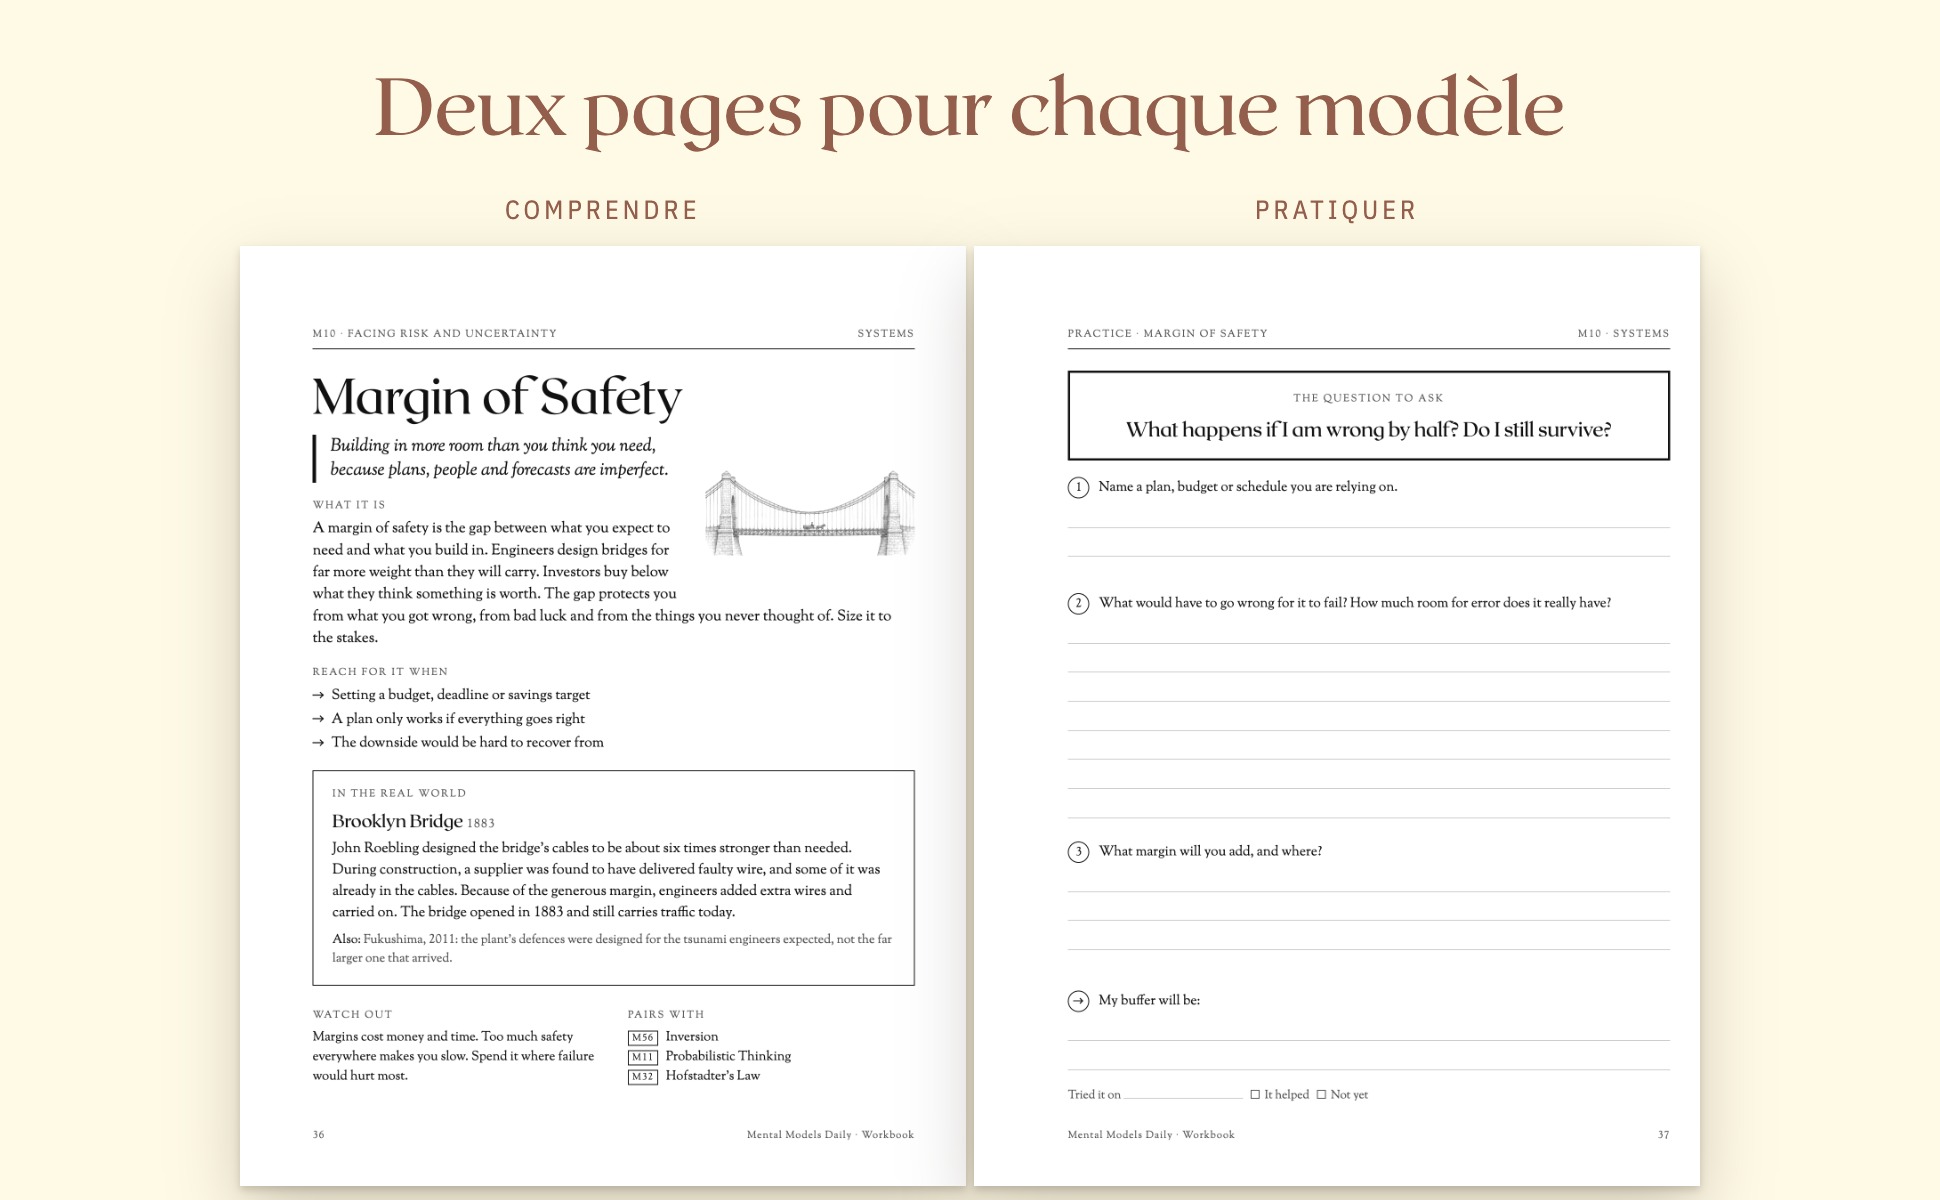 Deux pages pour chaque modèle
COMPRENDRE
PRATIQUER
M10 · FACING RISK AND UNCERTAINTY
SYSTEMS
Margin of Safety
Building in more room than you think you need,
because plans, people and forecasts are imperfect.
WHAT IT IS
A margin of safety is the gap between what you expect to
need and what you build in. Engineers design bridges for
far more weight than they will carry. Investors buy below
what they think something is worth. The gap protects you
from what you got wrong, from bad luck and from the things you never thought of. Size it to
the stakes.
REACH FOR IT WHEN
→ Setting a budget, deadline or savings target
→ A plan only works if everything goes right
→ The downside would be hard to recover from
IN THE REAL WORLD
Brooklyn Bridge 1883
John Roebling designed the bridge's cables to be about six times stronger than needed.
During construction, a supplier was found to have delivered faulty wire, and some of it was
already in the cables. Because of the generous margin, engineers added extra wires and
carried on. The bridge opened in 1883 and still carries traffic today.
Also: Fukushima, 2011: the plant's defences were designed for the tsunami engineers expected, not the far
larger one that arrived.
WATCH OUT
Margins cost money and time. Too much safety
everywhere makes you slow. Spend it where failure
would hurt most.
PAIRS WITH
M56 Inversion
M11 Probabilistic Thinking
M32 Hofstadter's Law
36
Mental Models Daily · Workbook
PRACTICE · MARGIN OF SAFETY
M10 · SYSTEMS
THE QUESTION TO ASK
What happens if I am wrong by half? Do I still survive?
1 Name a plan, budget or schedule you are relying on.
2 What would have to go wrong for it to fail? How much room for error does it really have?
3 What margin will you add, and where?
→ My buffer will be:
Tried it on ☐ It helped ☐ Not yet
Mental Models Daily · Workbook
37